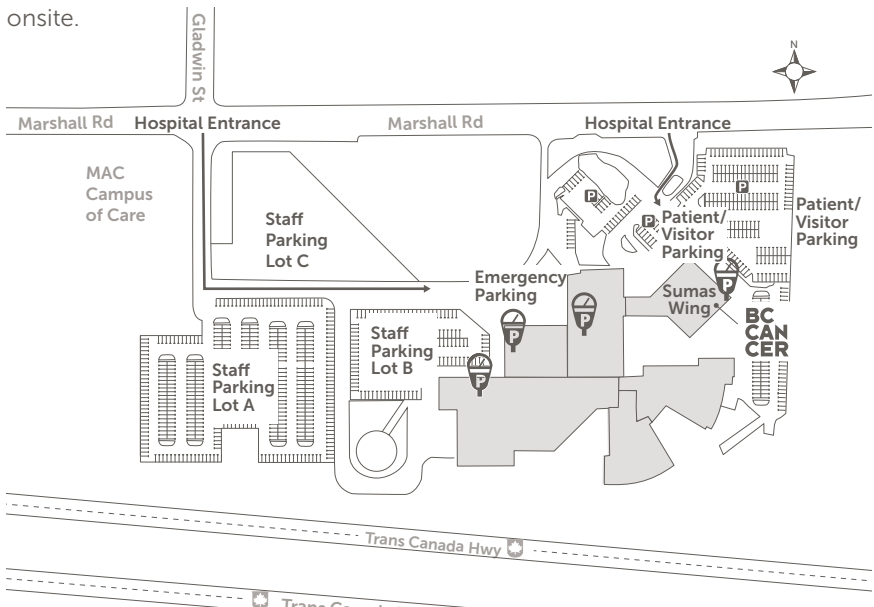 onsite.
Gladwin St
N
Marshall Rd
Hospital Entrance
Marshall Rd
Hospital Entrance
MAC
Campus
of Care
Staff
Parking
Lot C
P
P
P
Patient/
Visitor
Parking
Patient/
Visitor
Parking
Emergency
Parking
Sumas
Wing
P
P
P
P
BC
CAN
CER
Staff
Parking
Lot B
Staff
Parking
Lot A
Trans Canada Hwy
Trans